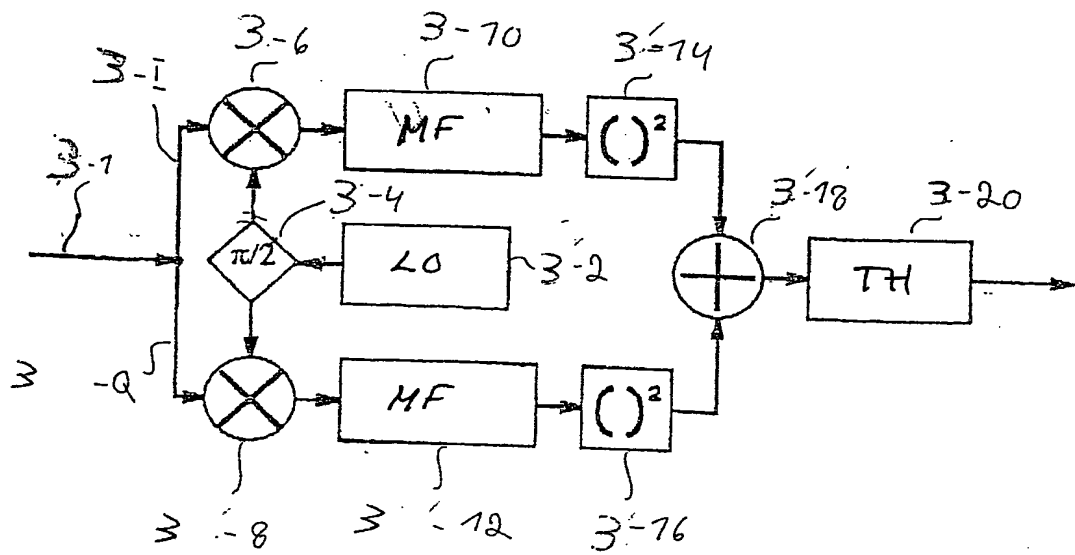 3-6
3-10
3-14
3-I
3-1
MF
( )²
3-4
3-18
3-20
π/2
LO
3-2
TH
3-Q
MF
( )²
3-8
3-12
3-16